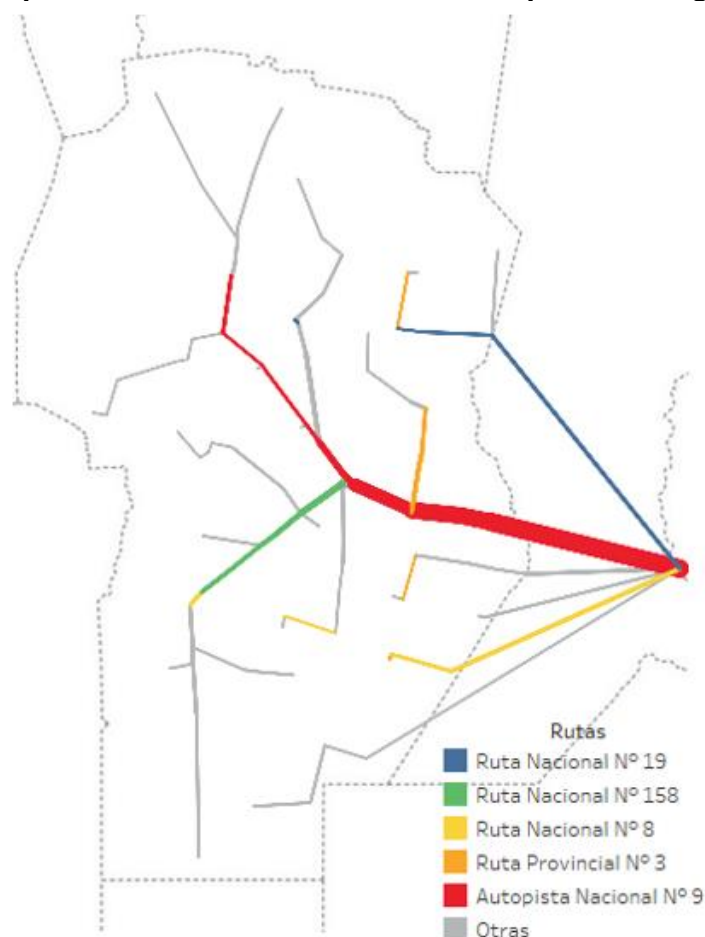 Rutas
Ruta Nacional Nº 19
Ruta Nacional Nº 158
Ruta Nacional Nº 8
Ruta Provincial Nº 3
Autopista Nacional Nº 9
Otras